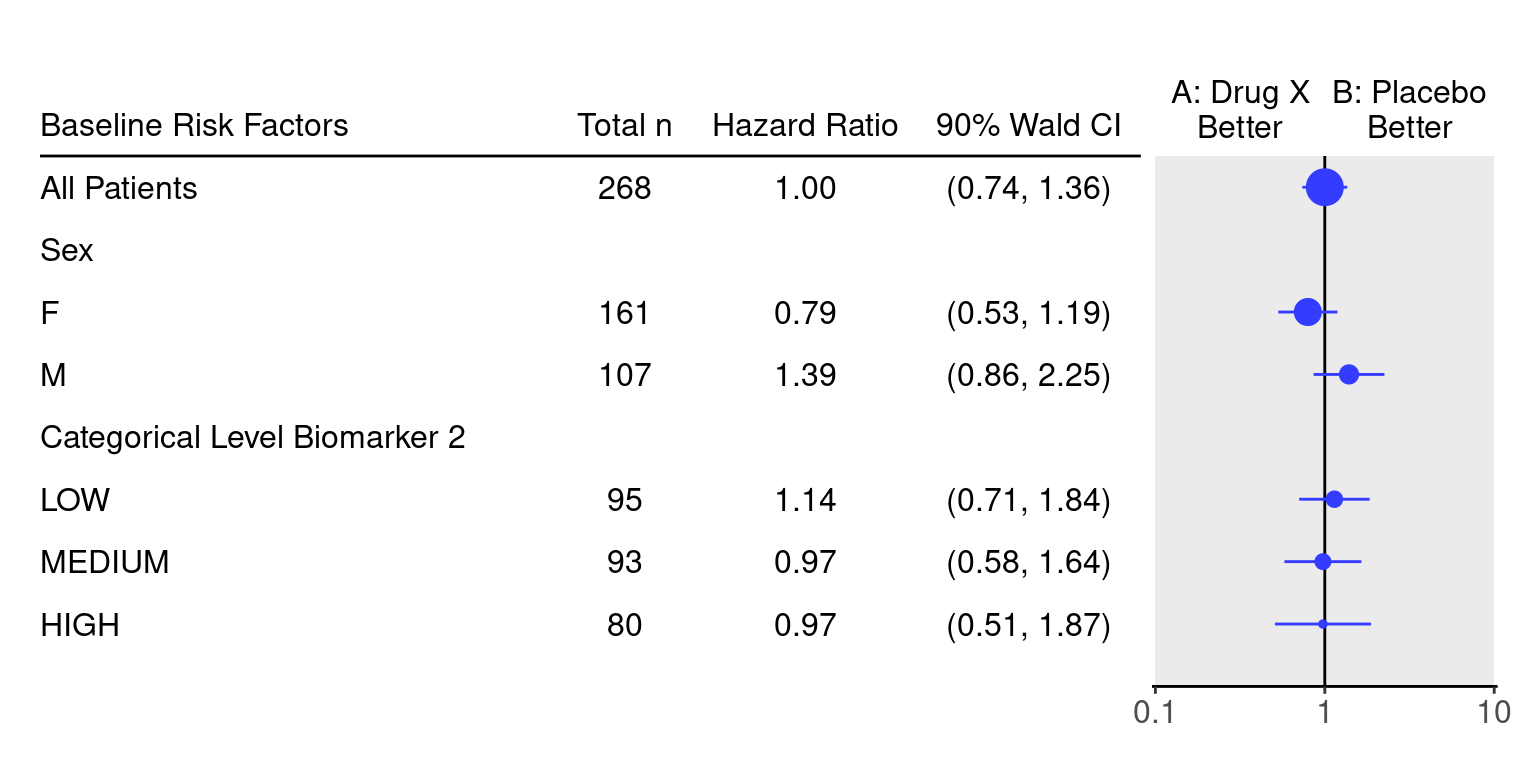 A: Drug X B: Placebo
Better Better
Baseline Risk Factors Total n Hazard Ratio 90% Wald CI
All Patients 268 1.00 (0.74, 1.36)
Sex
F 161 0.79 (0.53, 1.19)
M 107 1.39 (0.86, 2.25)
Categorical Level Biomarker 2
LOW 95 1.14 (0.71, 1.84)
MEDIUM 93 0.97 (0.58, 1.64)
HIGH 80 0.97 (0.51, 1.87)
0.1 1 10